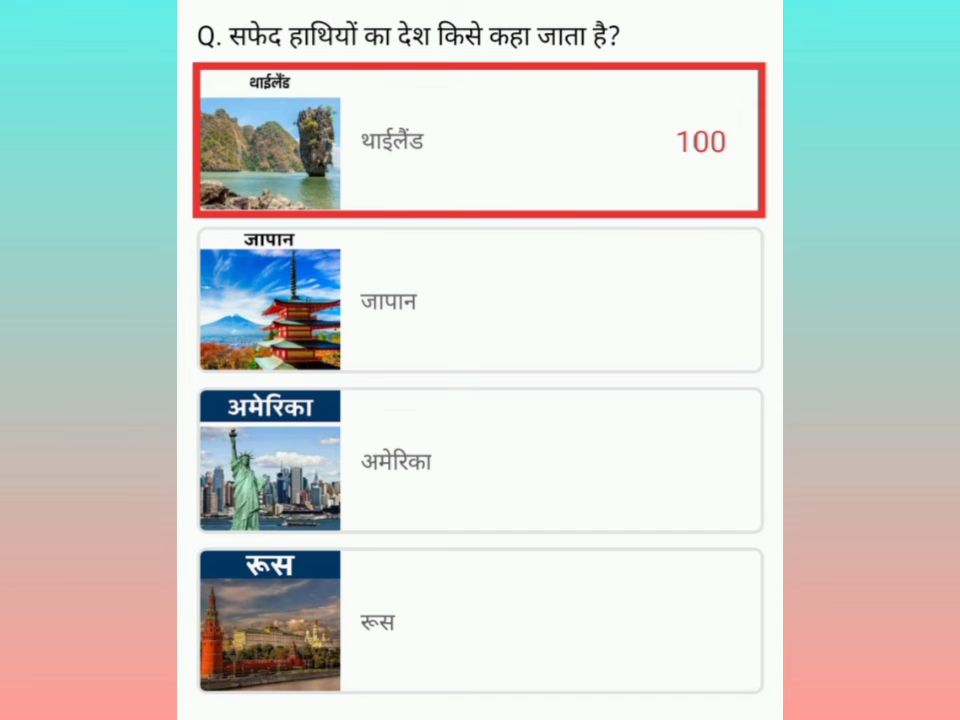 Q. सफेद हाथियों का देश किसे कहा जाता है?
थाईलैंड
थाईलैंड 100
जापान
जापान
अमेरिका
अमेरिका
रूस
रूस